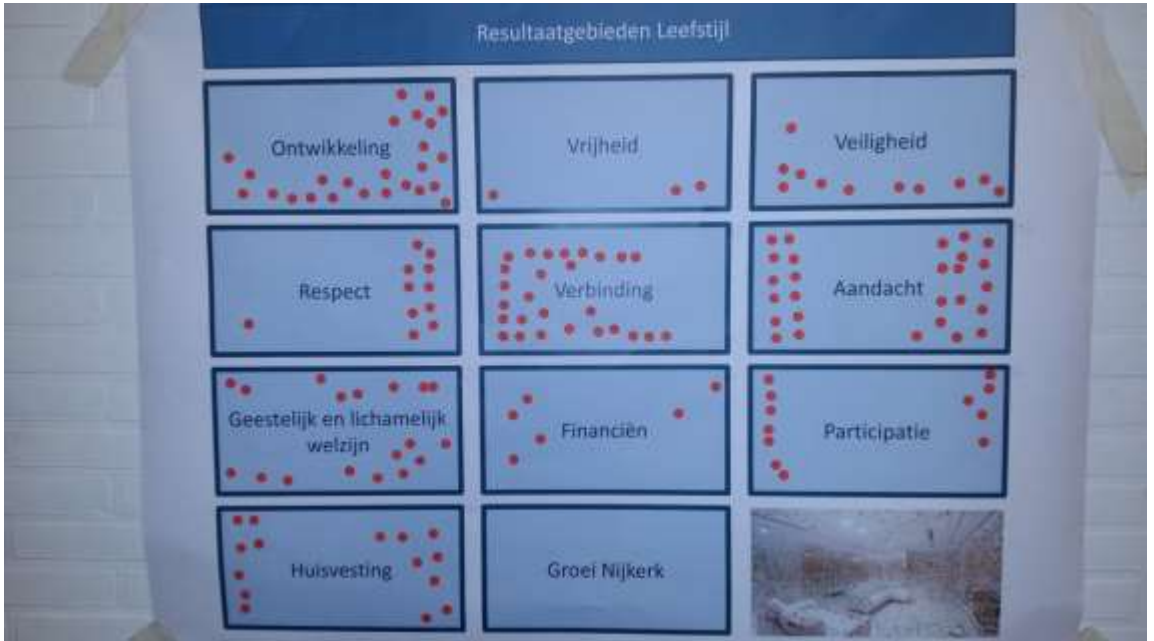 Resultaatgebieden Leefstijl
Ontwikkeling
Vrijheid
Veiligheid
Respect
Verbinding
Aandacht
Geestelijk en lichamelijk
welzijn
Financiën
Participatie
Huisvesting
Groei Nijkerk